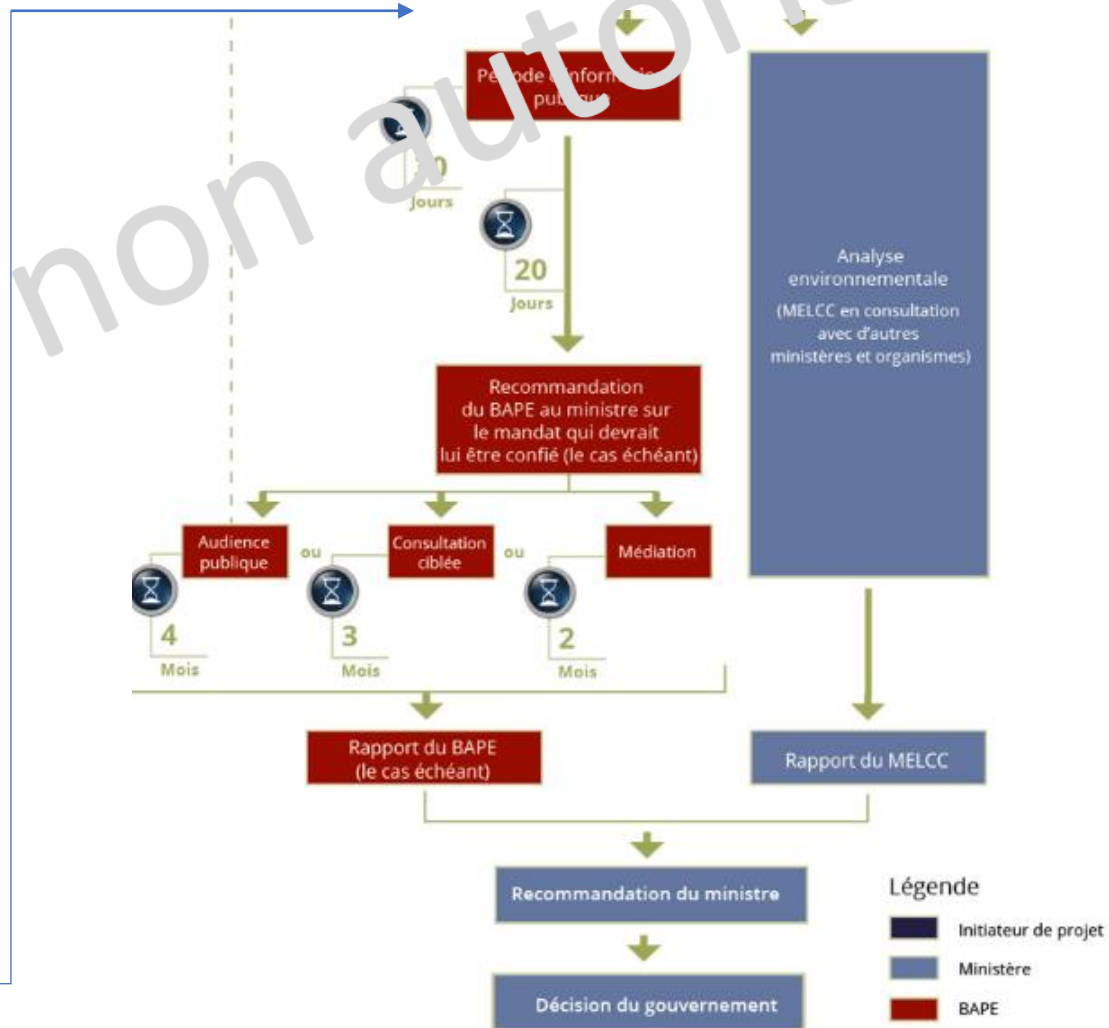 non autoris
Période d'information
publique
Jours
20
Jours
Analyse
environnementale
(MELCC en consultation
avec d'autres
ministères et organismes)
Recommandation
du BAPE au ministre sur
le mandat qui devrait
lui être confié (le cas échéant)
Audience
publique
ou
Consultation
ciblée
ou
Médiation
4
Mois
3
Mois
2
Mois
Rapport du BAPE
(le cas échéant)
Rapport du MELCC
Recommandation du ministre
Décision du gouvernement
Légende
Initiateur de projet
Ministère
BAPE